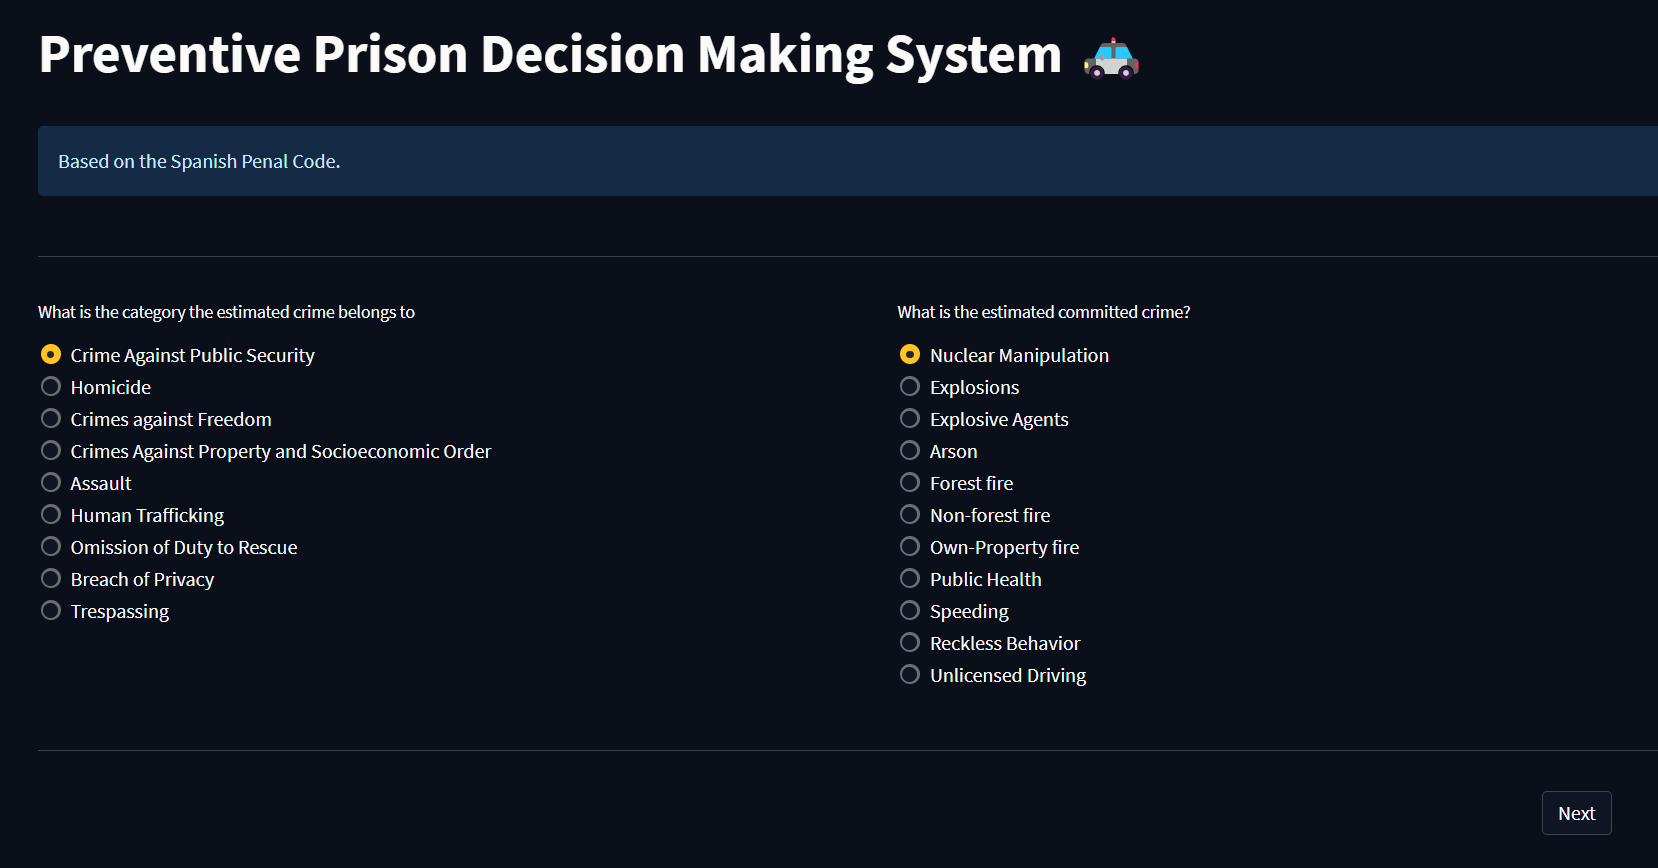 Preventive Prison Decision Making System
Based on the Spanish Penal Code.
What is the category the estimated crime belongs to
Crime Against Public Security
Homicide
Crimes against Freedom
Crimes Against Property and Socioeconomic Order
Assault
Human Trafficking
Omission of Duty to Rescue
Breach of Privacy
Trespassing
What is the estimated committed crime?
Nuclear Manipulation
Explosions
Explosive Agents
Arson
Forest fire
Non-forest fire
Own-Property fire
Public Health
Speeding
Reckless Behavior
Unlicensed Driving
Next